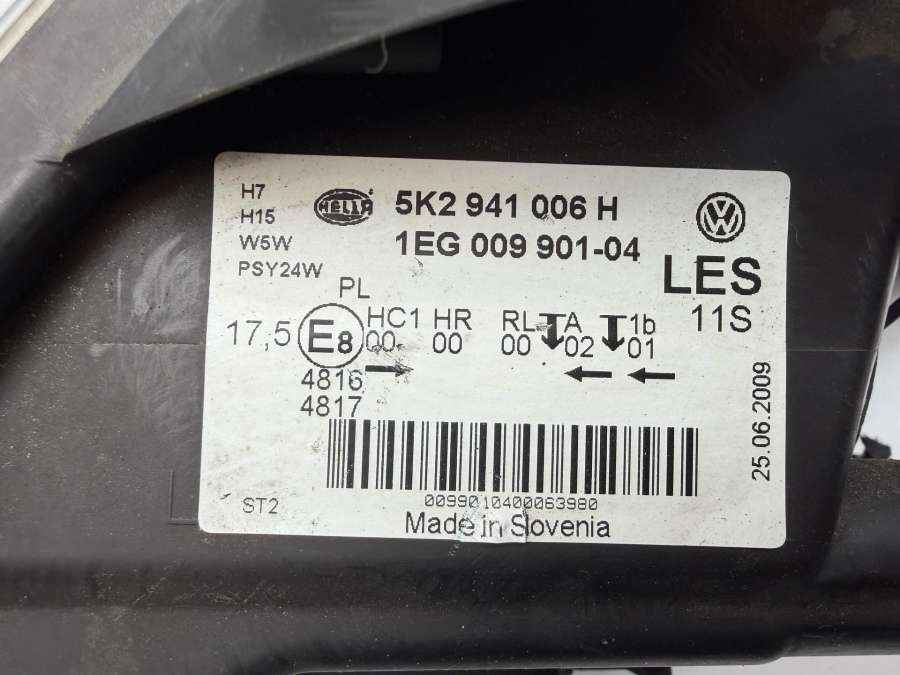 H7
H15
W5W
PSY24W
HELLA
5K2 941 006 H
1EG 009 901-04
LES
11S
PL
17,5 E8 HC1 HR RL A 1b
00 00 00 02 01
4816
4817
25.06.2009
0099010400063980
ST2
Made in Slovenia